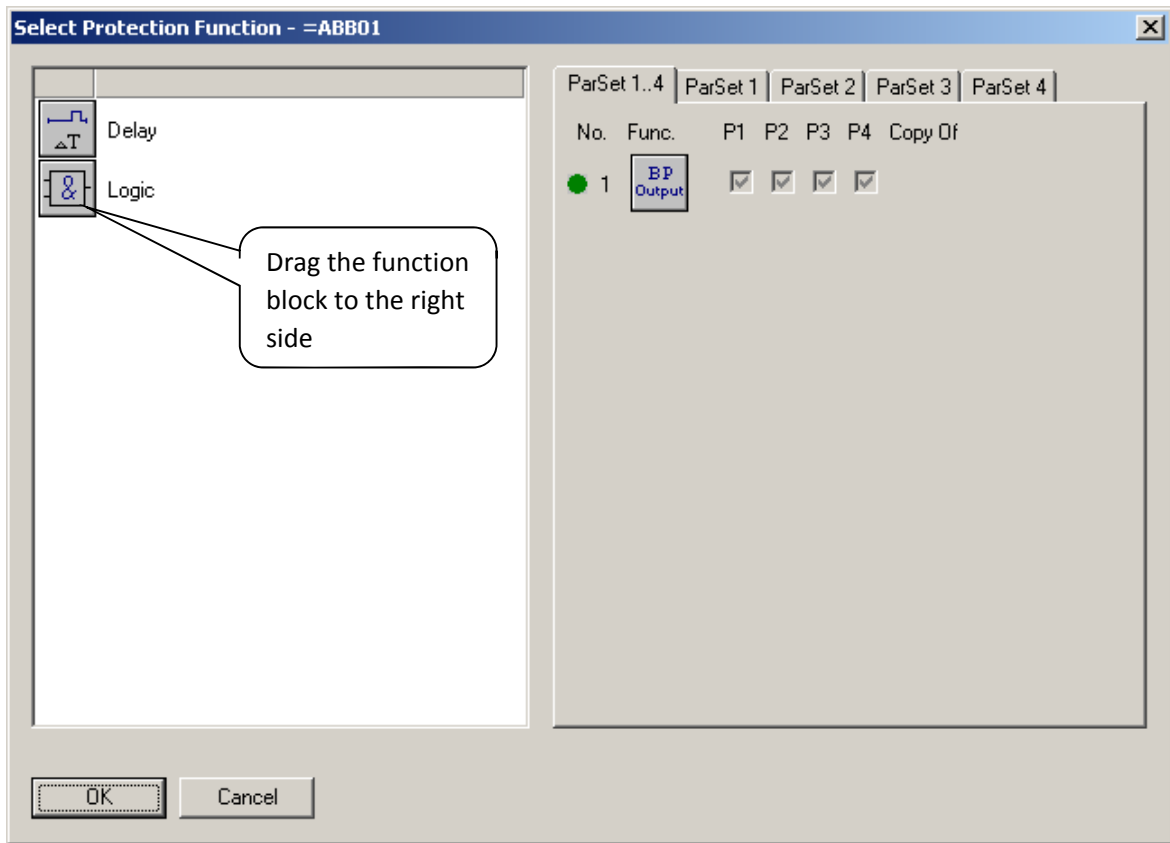 Select Protection Function - =ABB01
△T Delay
& Logic
Drag the function
block to the right
side
ParSet 1..4 ParSet 1 ParSet 2 ParSet 3 ParSet 4
No. Func. P1 P2 P3 P4 Copy Of
1 BP
Output
OK Cancel